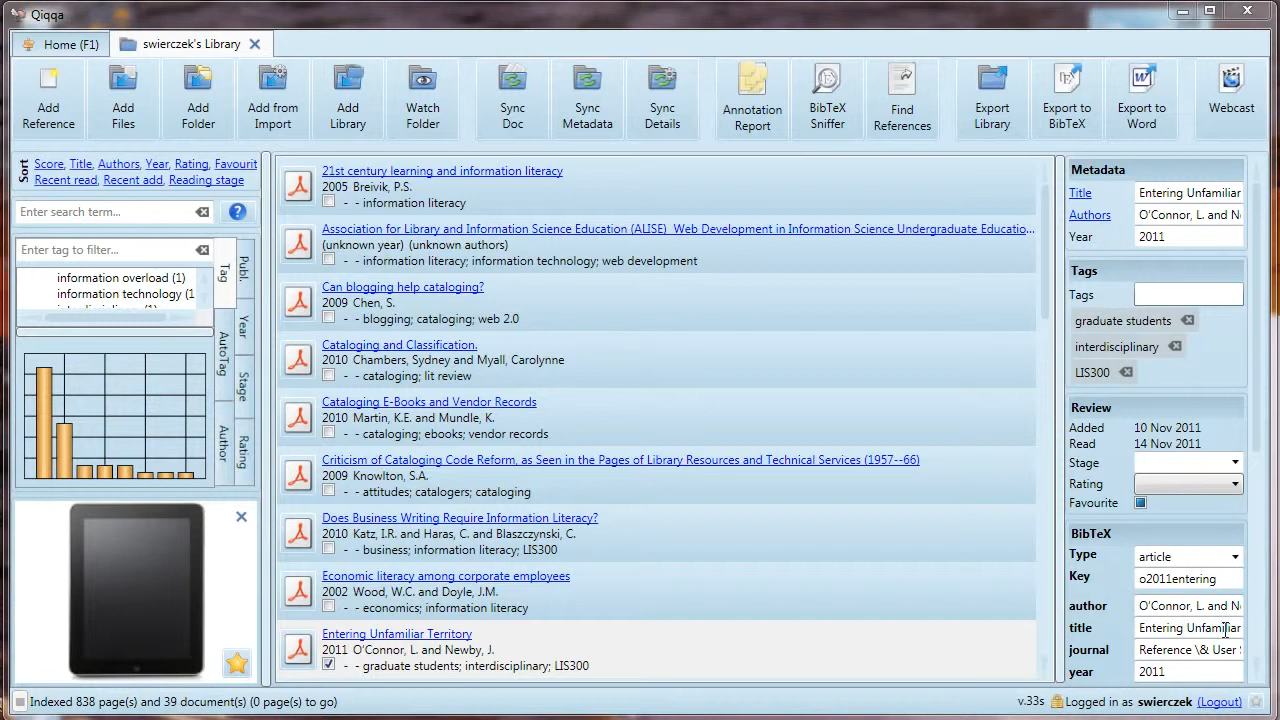 Qiqqa
Home (F1)
swierczek's Library
Add Reference
Add Files
Add Folder
Add from Import
Add Library
Watch Folder
Sync Doc
Sync Metadata
Sync Details
Annotation Report
BibTeX Sniffer
Find References
Export Library
Export to BibTeX
Export to Word
Webcast
Sort
Score, Title, Authors, Year, Rating, Favourit
Recent read, Recent add, Reading stage
Enter search term...
?
Enter tag to filter...
information overload (1)
information technology (1
Tag
AutoTag
Author
Publ.
Year
Stage
Rating
21st century learning and information literacy
2005 Breivik, P.S.
- - information literacy
Association for Library and Information Science Education (ALISE) Web Development in Information Science Undergraduate Educatio...
(unknown year) (unknown authors)
- - information literacy; information technology; web development
Can blogging help cataloging?
2009 Chen, S.
- - blogging; cataloging; web 2.0
Cataloging and Classification.
2010 Chambers, Sydney and Myall, Carolynne
- - cataloging; lit review
Cataloging E-Books and Vendor Records
2010 Martin, K.E. and Mundle, K.
- - cataloging; ebooks; vendor records
Criticism of Cataloging Code Reform, as Seen in the Pages of Library Resources and Technical Services (1957--66)
2009 Knowlton, S.A.
- - attitudes; catalogers; cataloging
Does Business Writing Require Information Literacy?
2010 Katz, I.R. and Haras, C. and Blaszczynski, C.
- - business; information literacy; LIS300
Economic literacy among corporate employees
2002 Wood, W.C. and Doyle, J.M.
- - economics; information literacy
Entering Unfamiliar Territory
2011 O'Connor, L. and Newby, J.
- - graduate students; interdisciplinary; LIS300
Metadata
Title Entering Unfamiliar
Authors O'Connor, L. and N
Year 2011
Tags
Tags
graduate students
interdisciplinary
LIS300
Review
Added 10 Nov 2011
Read 14 Nov 2011
Stage
Rating
Favourite
BibTeX
Type article
Key o2011entering
author O'Connor, L. and N
title Entering Unfamiliar
journal Reference \& User
year 2011
Indexed 838 page(s) and 39 document(s) (0 page(s) to go)
v.33s
Logged in as swierczek (Logout)